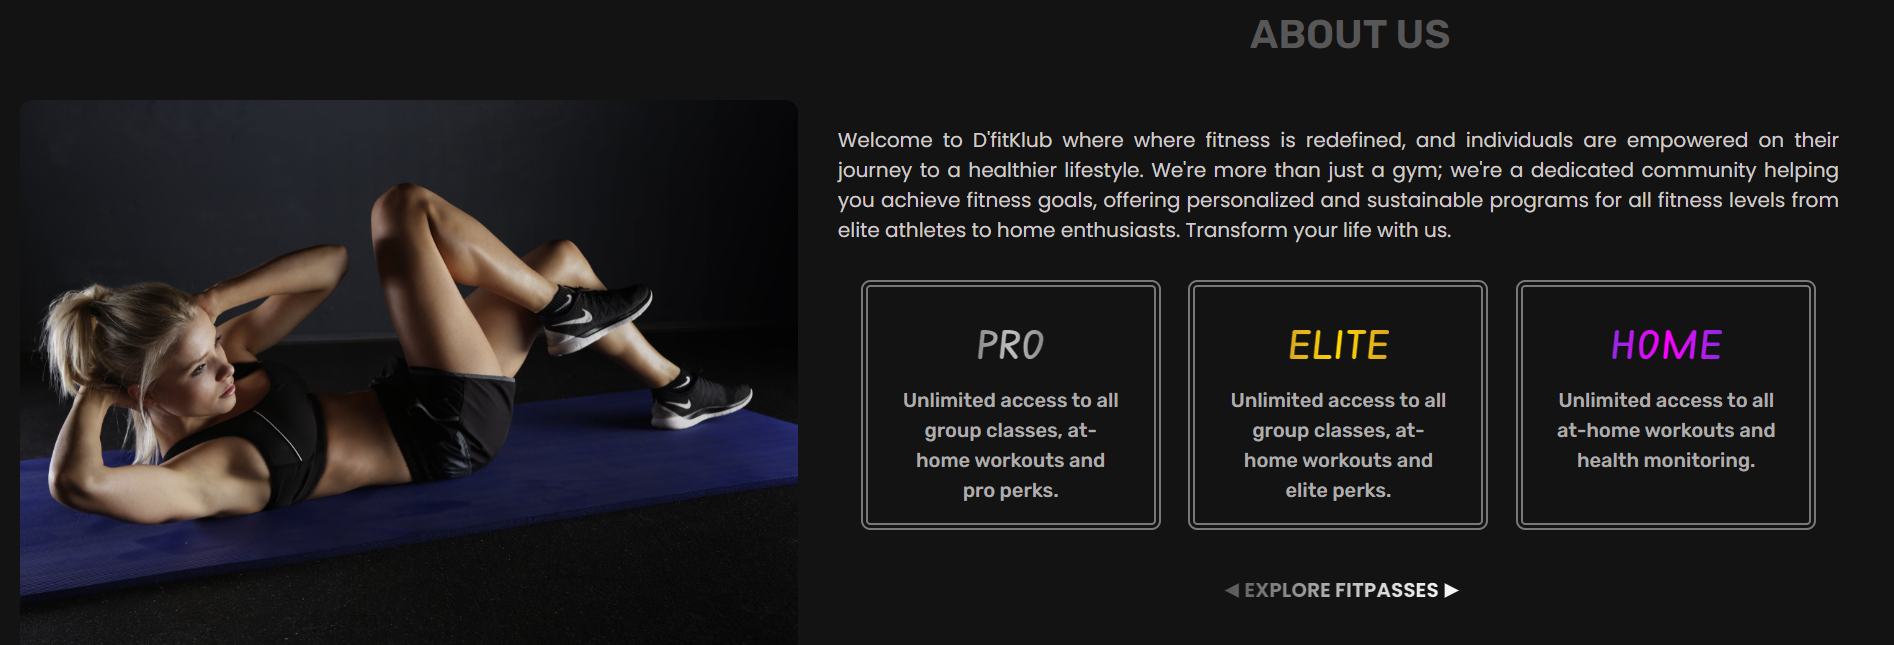 ABOUT US
Welcome to D'fitKlub where where fitness is redefined, and individuals are empowered on their
journey to a healthier lifestyle. We're more than just a gym; we're a dedicated community helping
you achieve fitness goals, offering personalized and sustainable programs for all fitness levels from
elite athletes to home enthusiasts. Transform your life with us.
PRO
Unlimited access to all
group classes, at-
home workouts and
pro perks.
ELITE
Unlimited access to all
group classes, at-
home workouts and
elite perks.
HOME
Unlimited access to all
at-home workouts and
health monitoring.
◀ EXPLORE FITPASSES ▶